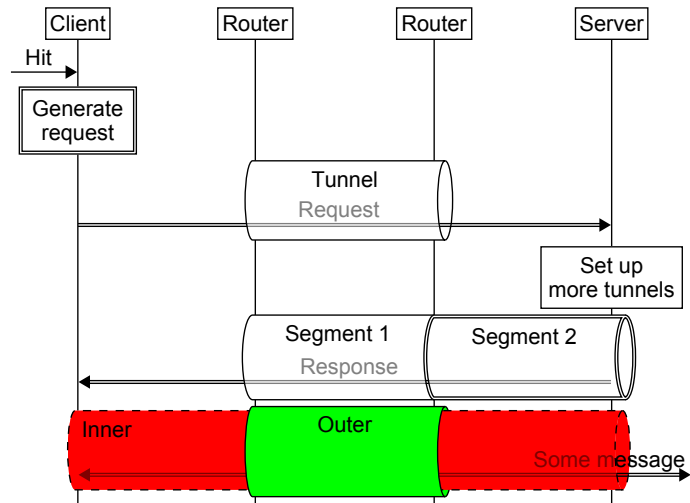 Client Router Router Server
Hit
Generate
request
Tunnel
Request
Set up
more tunnels
Segment 1 Segment 2
Response
Inner Outer
Some message